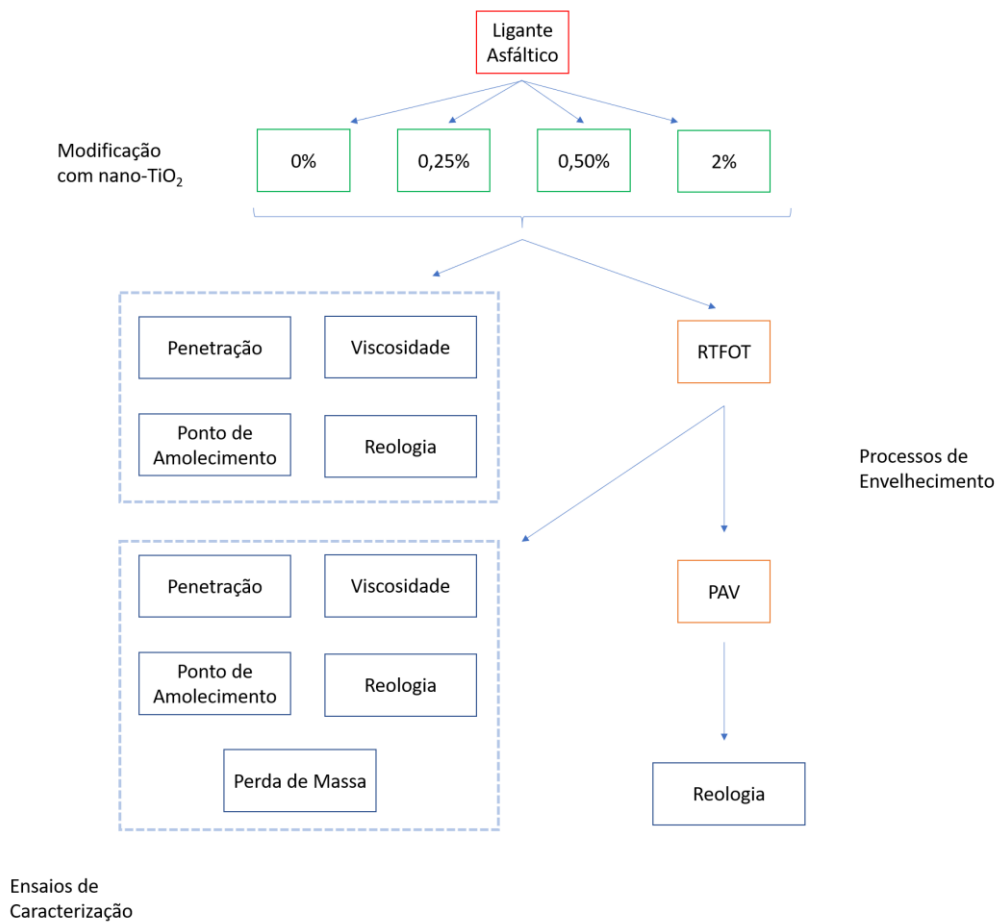 Ligante
Asfáltico
Modificação
com nano-TiO₂
0%
0,25%
0,50%
2%
Penetração
Viscosidade
RTFOT
Ponto de
Amolecimento
Reologia
Processos de
Envelhecimento
Penetração
Viscosidade
PAV
Ponto de
Amolecimento
Reologia
Perda de Massa
Reologia
Ensaios de
Caracterização